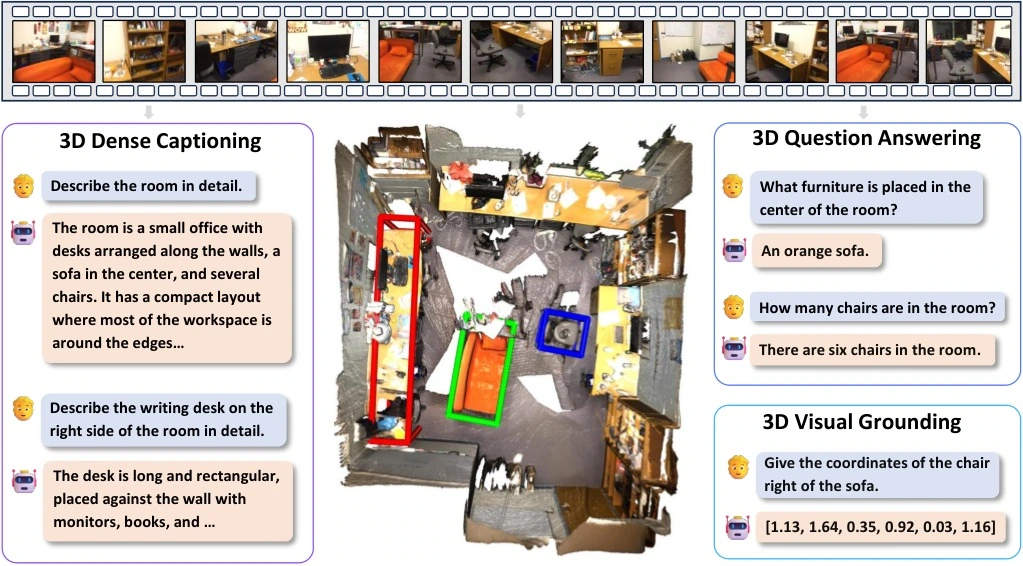 3D Dense Captioning
Describe the room in detail.
The room is a small office with
desks arranged along the walls, a
sofa in the center, and several
chairs. It has a compact layout
where most of the workspace is
around the edges…
Describe the writing desk on the
right side of the room in detail.
The desk is long and rectangular,
placed against the wall with
monitors, books, and …
3D Question Answering
What furniture is placed in the
center of the room?
An orange sofa.
How many chairs are in the room?
There are six chairs in the room.
3D Visual Grounding
Give the coordinates of the chair
right of the sofa.
[1.13, 1.64, 0.35, 0.92, 0.03, 1.16]